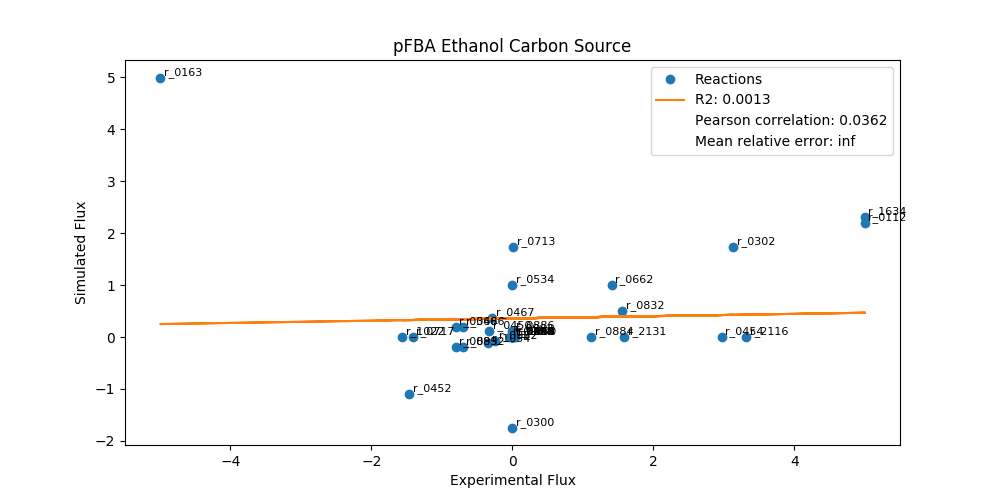 pFBA Ethanol Carbon Source
Reactions
R2: 0.0013
Pearson correlation: 0.0362
Mean relative error: inf
r_0163
r_1634
r_0112
r_0713
r_0302
r_0534
r_0662
r_0832
r_0467
r_0450
r_0884
r_2131
r_0454
r_2116
r_0452
r_0300
5
4
3
2
1
0
−1
−2
−4
−2
0
2
4
Simulated Flux
Experimental Flux